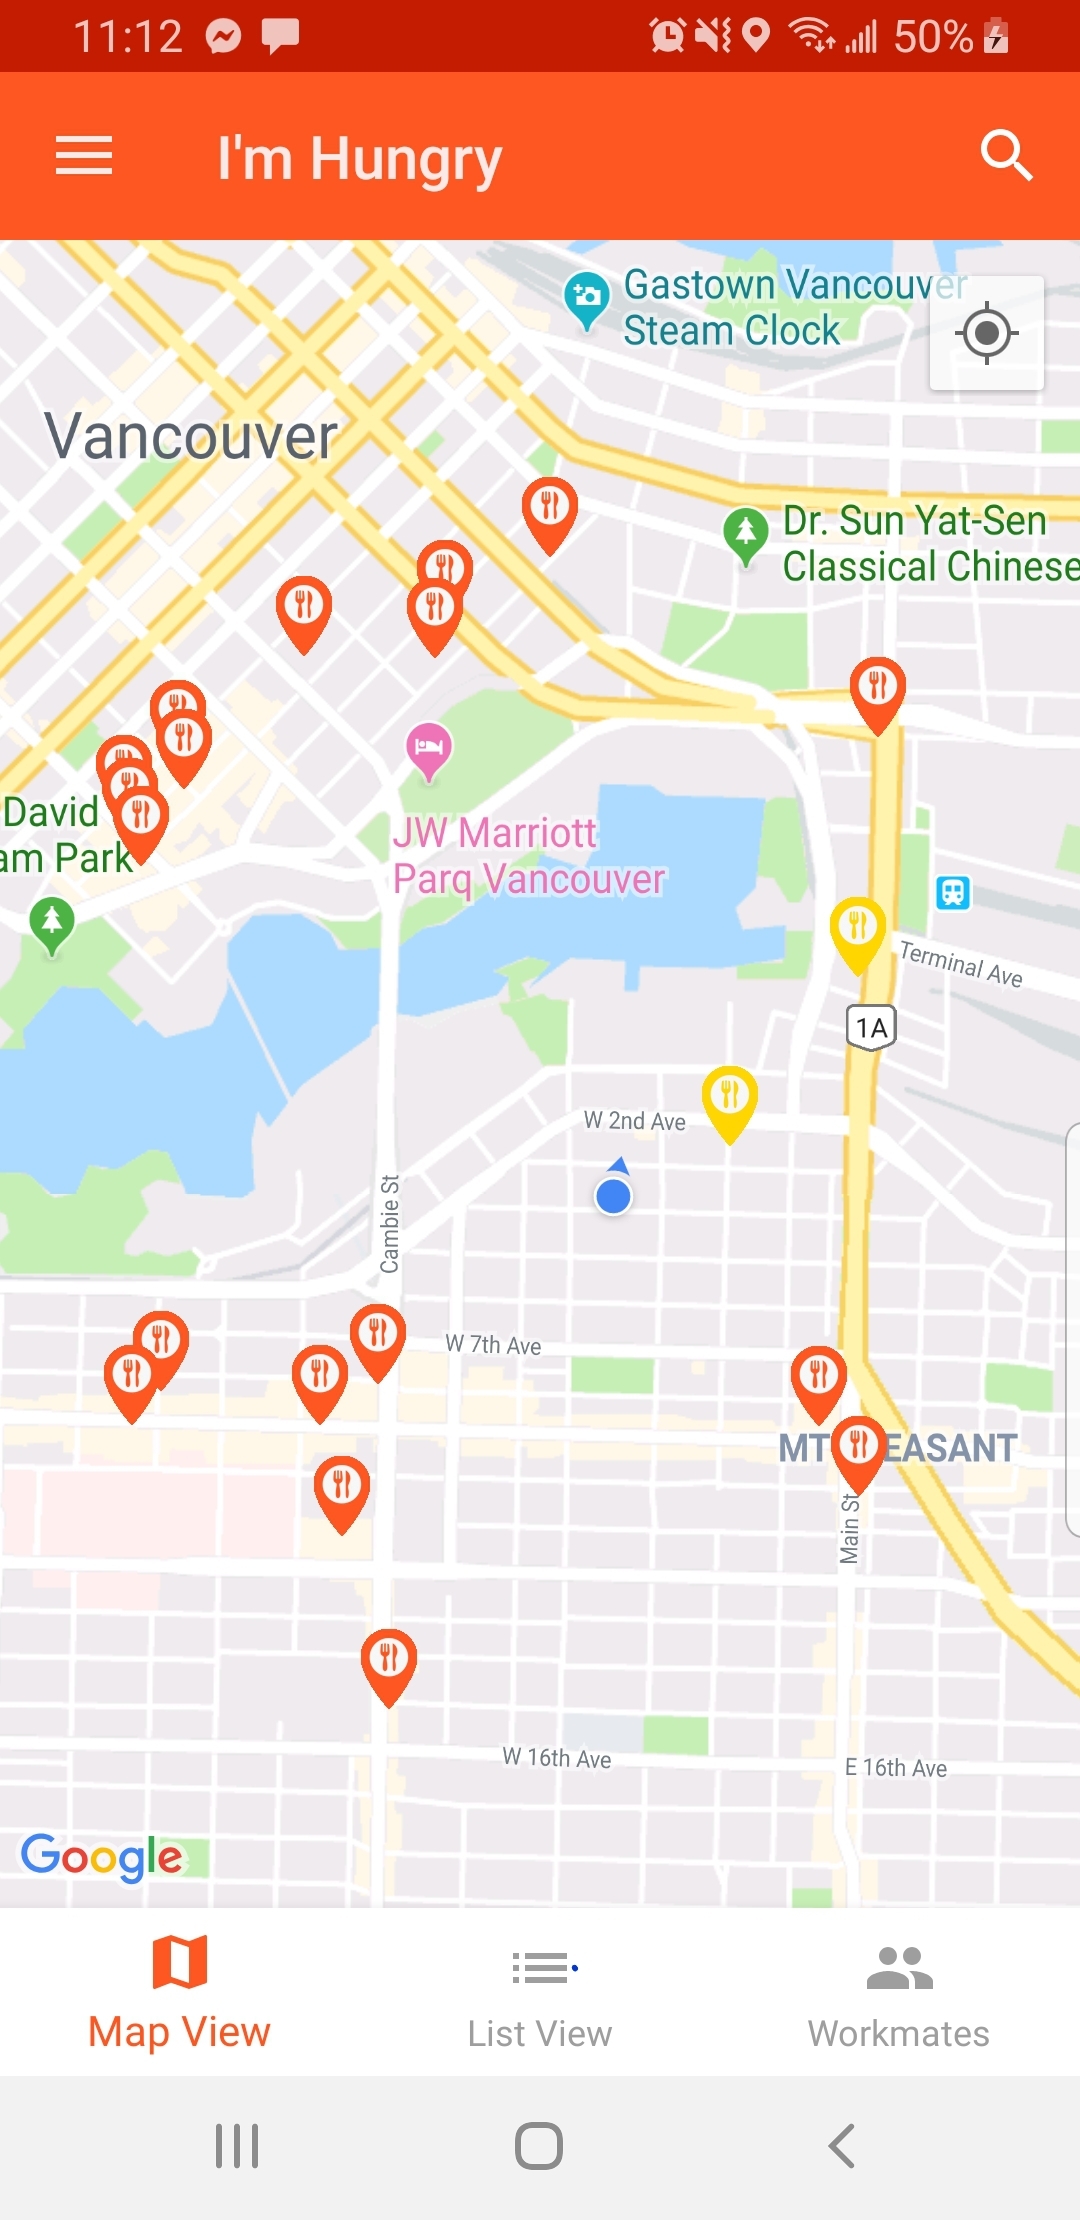 11:12
50%
I'm Hungry
Gastown Vancouver
Steam Clock
Vancouver
Dr. Sun Yat-Sen
Classical Chinese
David
am Park
JW Marriott
Parq Vancouver
Terminal Ave
1A
W 2nd Ave
Cambie St
W 7th Ave
MT
EASANT
Main St
W 16th Ave
E 16th Ave
Google
Map View
List View
Workmates